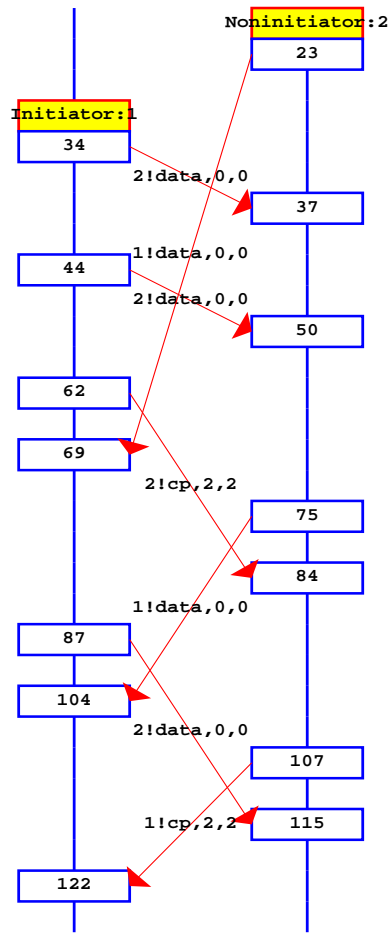 Noninitiator:2
23
Initiator:1
34
2!data,0,0
37
1!data,0,0
44
2!data,0,0
50
62
69
2!cp,2,2
75
84
1!data,0,0
87
104
2!data,0,0
107
1!cp,2,2
115
122